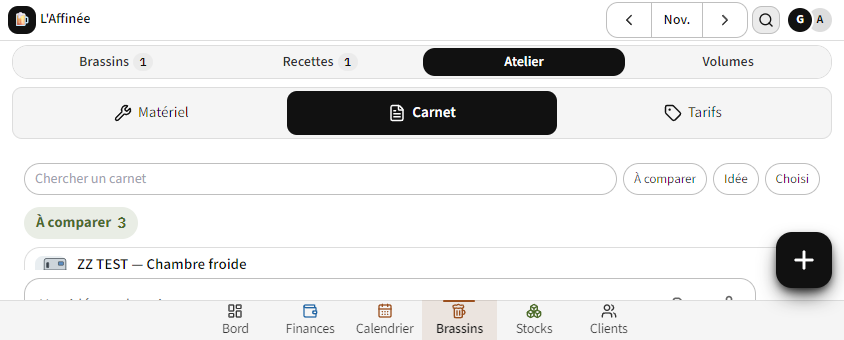 L'Affinée
Nov.
G A
Brassins 1
Recettes 1
Atelier
Volumes
Matériel
Carnet
Tarifs
Chercher un carnet
À comparer
Idée
Choisi
À comparer 3
ZZ TEST — Chambre froide
Bord
Finances
Calendrier
Brassins
Stocks
Clients